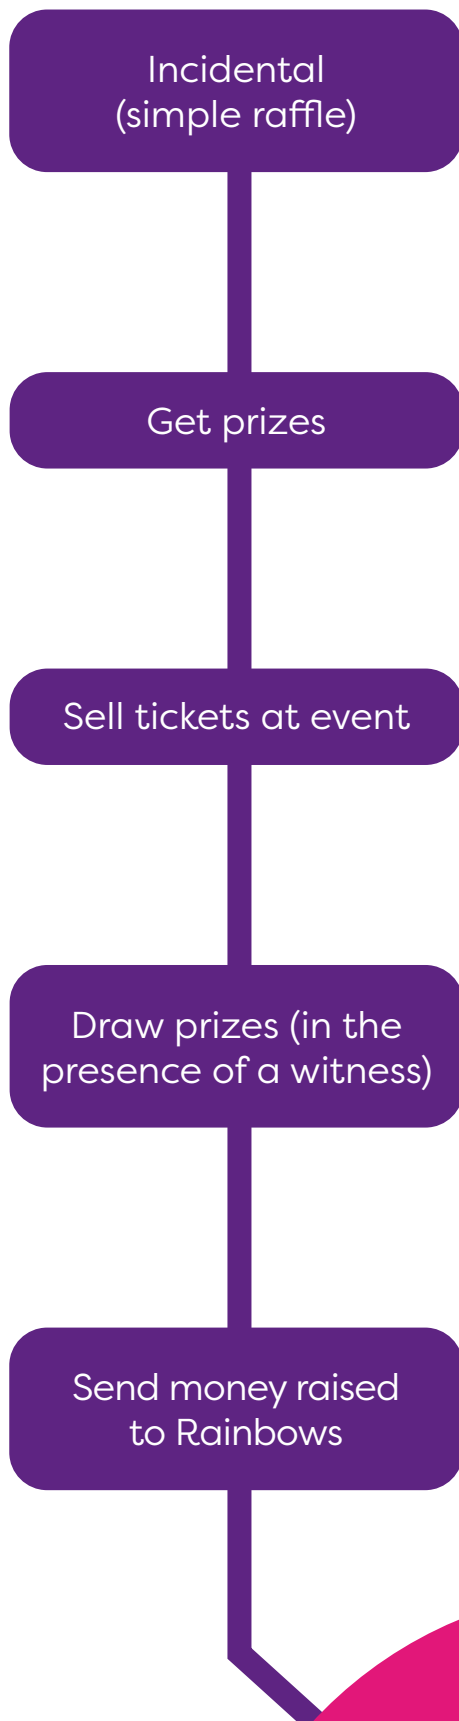 Incidental
(simple raffle)
Get prizes
Sell tickets at event
Draw prizes (in the
presence of a witness)
Send money raised
to Rainbows